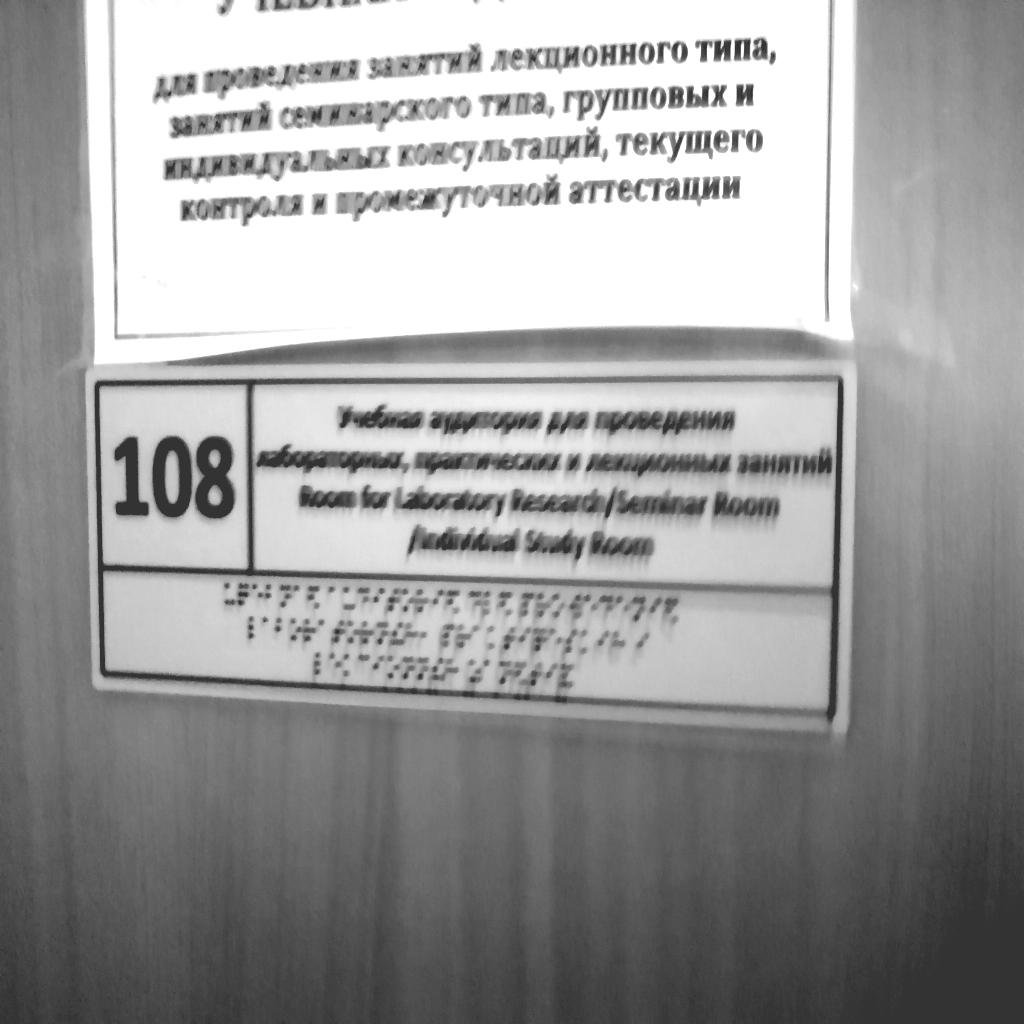 для проведения занятий лекционного типа,
занятий семинарского типа, групповых и
индивидуальных консультаций, текущего
контроля и промежуточной аттестации
108
Учебная аудитория для проведения
лабораторных, практических и лекционных занятий
Room for Laboratory Research/Seminar Room
/Individual Study Room